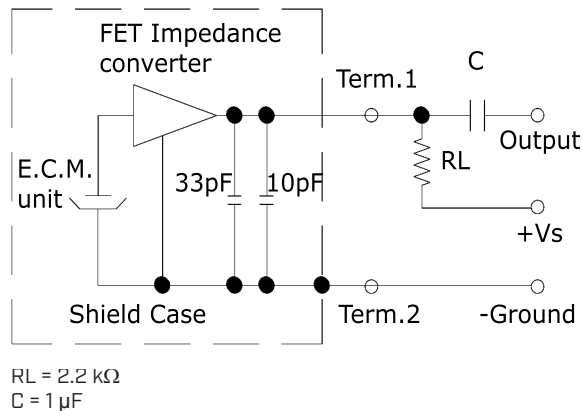 FET Impedance
converter
C
Term.1
Output
RL
E.C.M.
unit
33pF
10pF
+Vs
Shield Case
Term.2
-Ground
RL = 2.2 kΩ
C = 1 µF